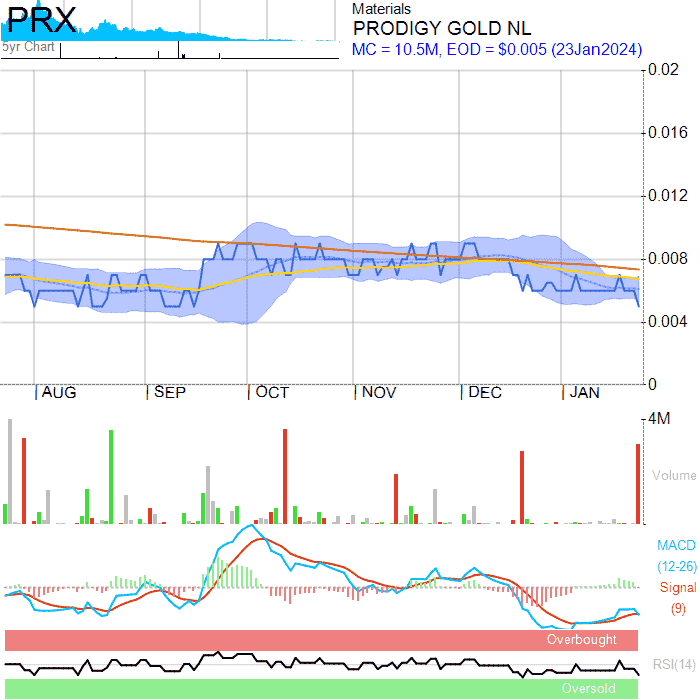 PRX
5yr Chart
Materials
PRODIGY GOLD NL
MC = 10.5M, EOD = $0.005 (23Jan2024)
0.02
0.016
0.012
0.008
0.004
0
AUG SEP OCT NOV DEC JAN
4M
Volume
MACD
(12-26)
Signal
(9)
Overbought
RSI(14)
Oversold